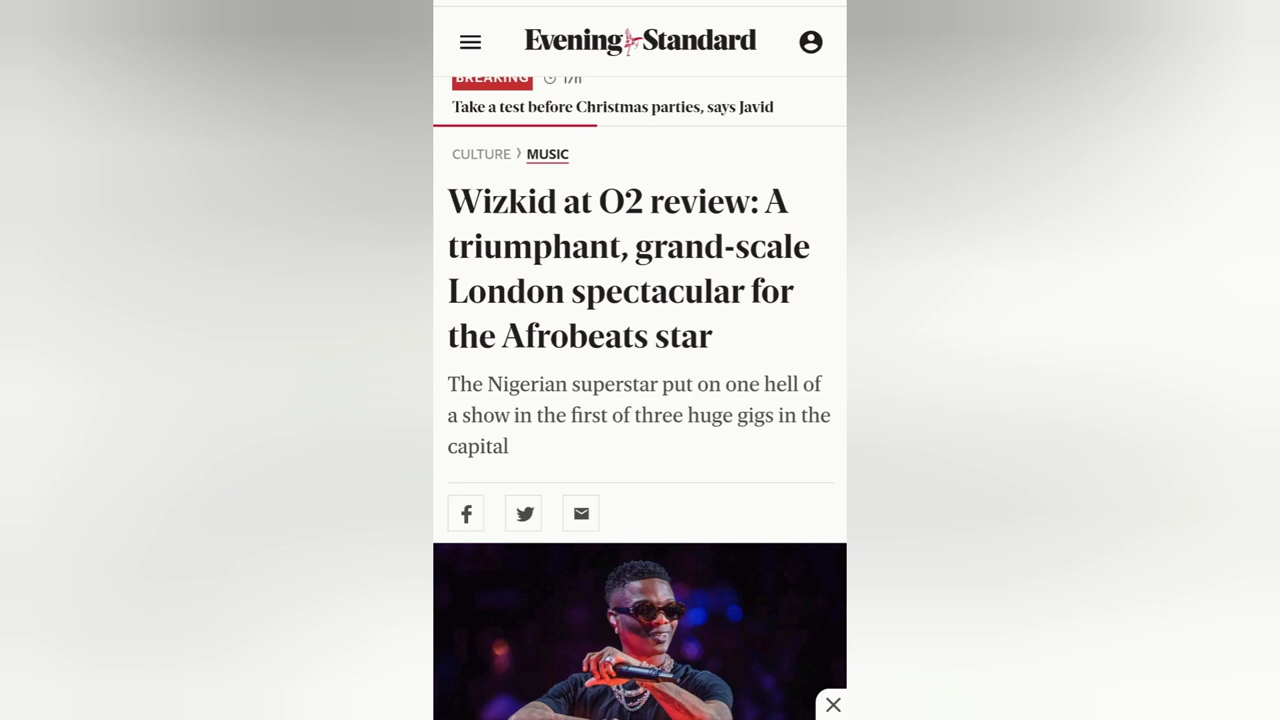 Evening Standard
BREAKING 17h
Take a test before Christmas parties, says Javid
CULTURE > MUSIC
Wizkid at O2 review: A
triumphant, grand-scale
London spectacular for
the Afrobeats star
The Nigerian superstar put on one hell of
a show in the first of three huge gigs in the
capital